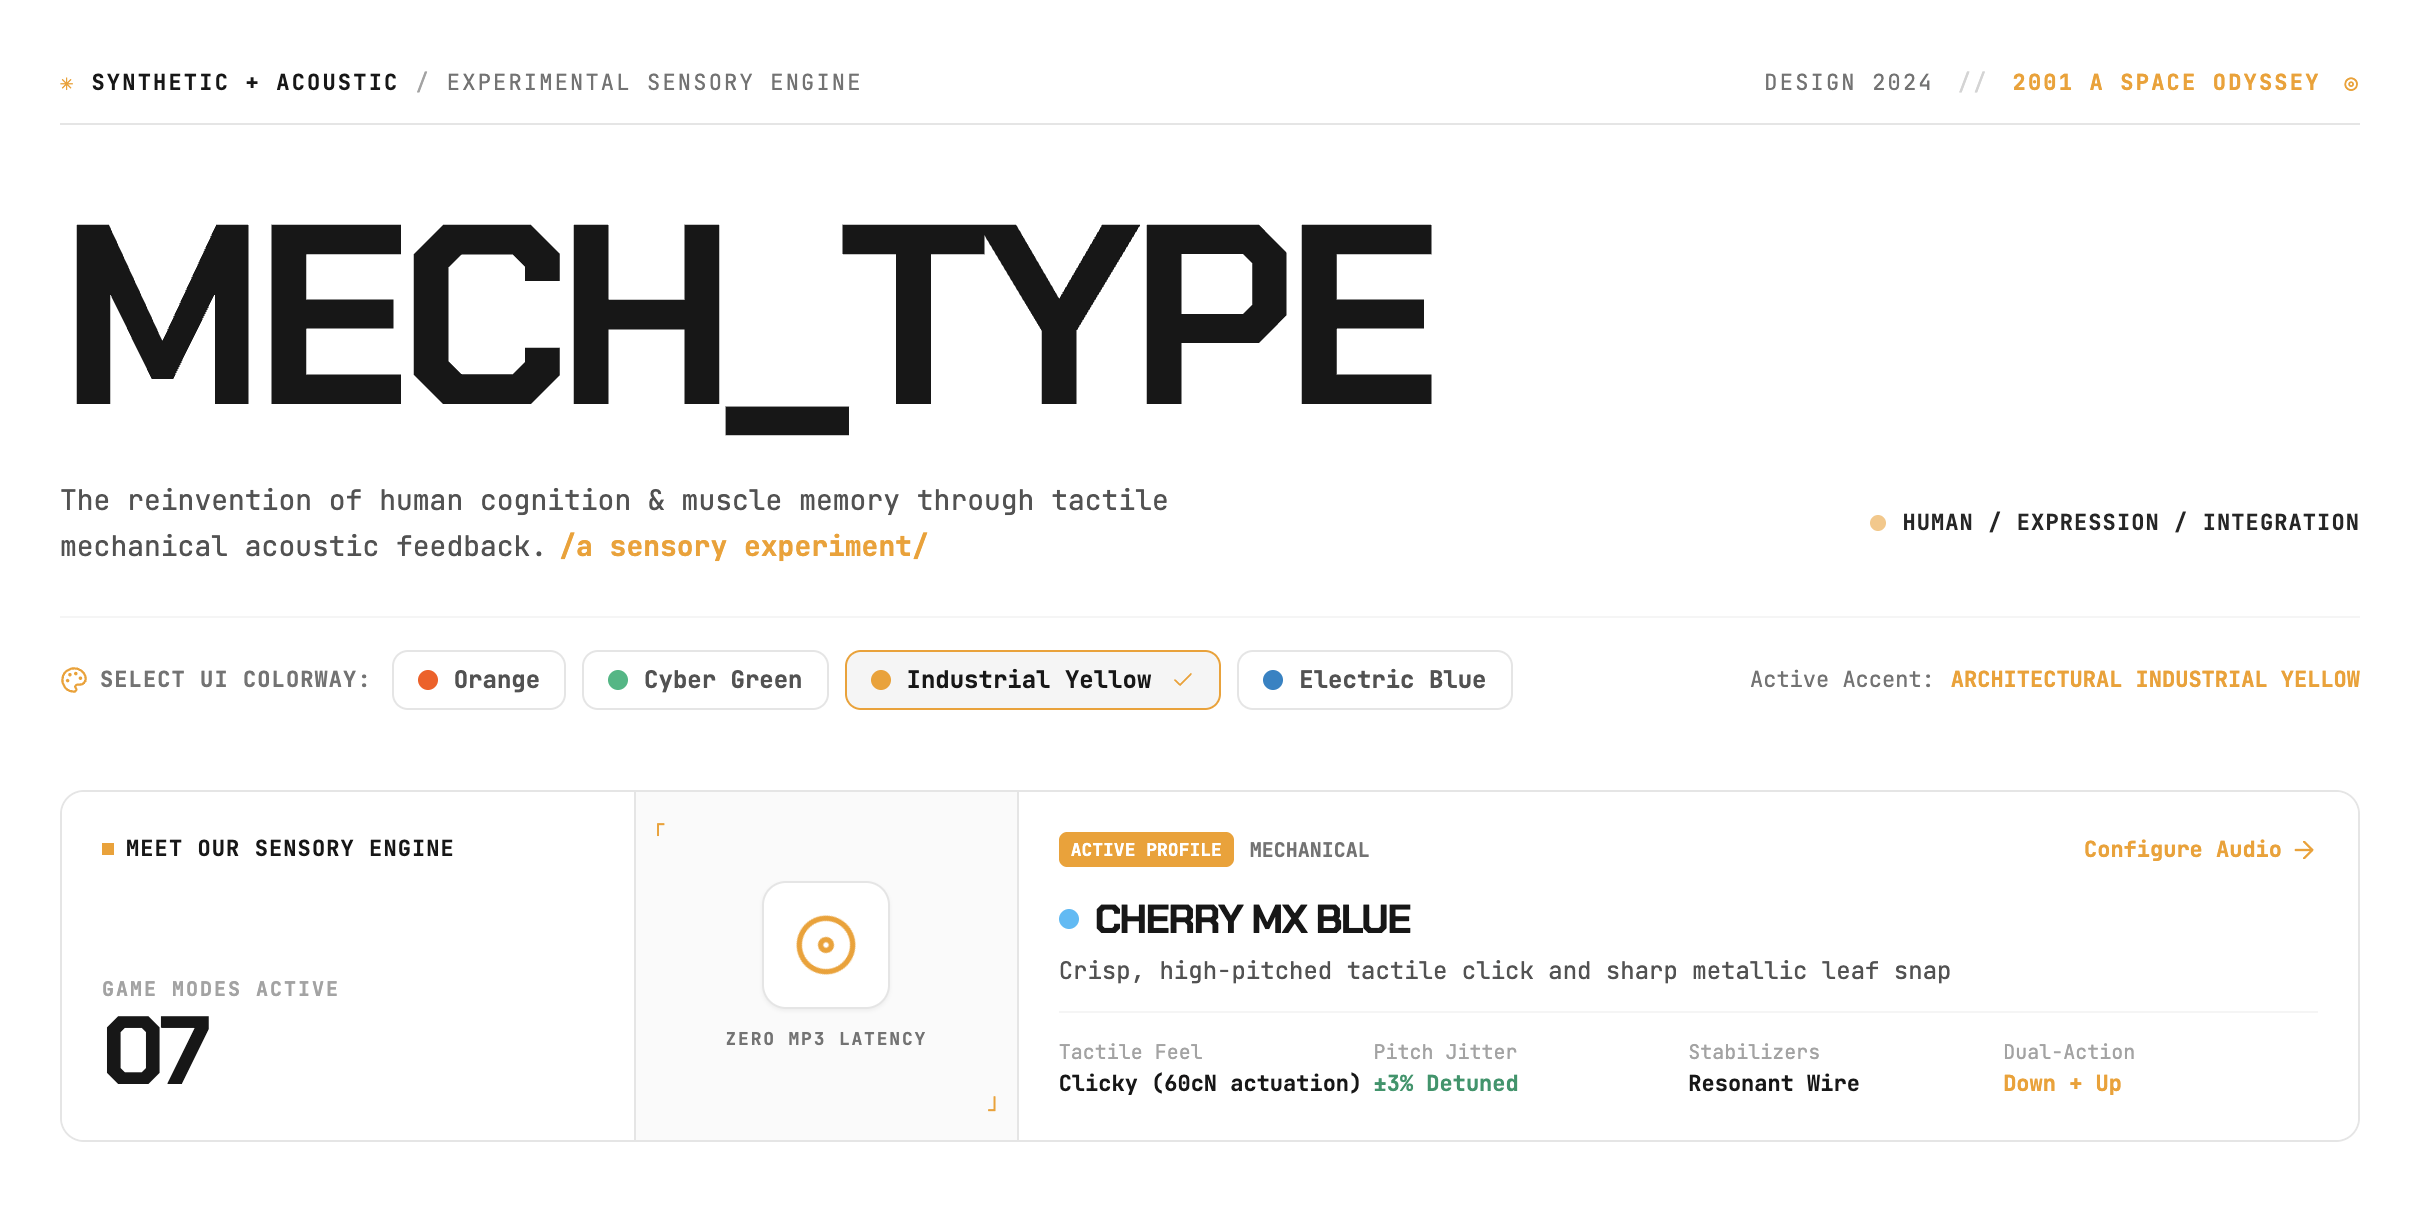 ✳ SYNTHETIC + ACOUSTIC / EXPERIMENTAL SENSORY ENGINE
DESIGN 2024 // 2001 A SPACE ODYSSEY ◎
MECH_TYPE
The reinvention of human cognition & muscle memory through tactile
mechanical acoustic feedback. /a sensory experiment/
HUMAN / EXPRESSION / INTEGRATION
SELECT UI COLORWAY:
Orange
Cyber Green
Industrial Yellow ✓
Electric Blue
Active Accent: ARCHITECTURAL INDUSTRIAL YELLOW
MEET OUR SENSORY ENGINE
GAME MODES ACTIVE
07
ZERO MP3 LATENCY
ACTIVE PROFILE MECHANICAL
Configure Audio →
CHERRY MX BLUE
Crisp, high-pitched tactile click and sharp metallic leaf snap
Tactile Feel
Clicky (60cN actuation)
Pitch Jitter
±3% Detuned
Stabilizers
Resonant Wire
Dual-Action
Down + Up